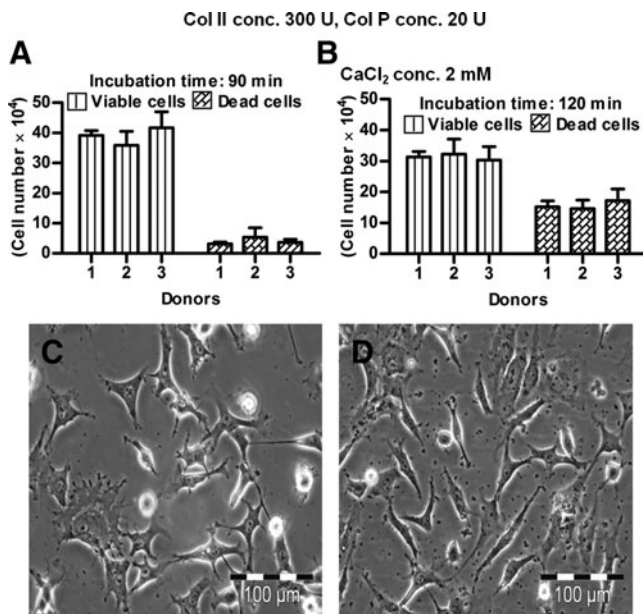 Col II conc. 300 U, Col P conc. 20 U
A
B
CaCl₂ conc. 2 mM
Incubation time: 90 min
Viable cells Dead cells
(Cell number × 10⁴)
50
40
30
20
10
0
1 2 3 1 2 3
Donors
Incubation time: 120 min
Viable cells Dead cells
(Cell number × 10⁴)
50
40
30
20
10
0
1 2 3 1 2 3
Donors
C
100 µm
D
100 µm